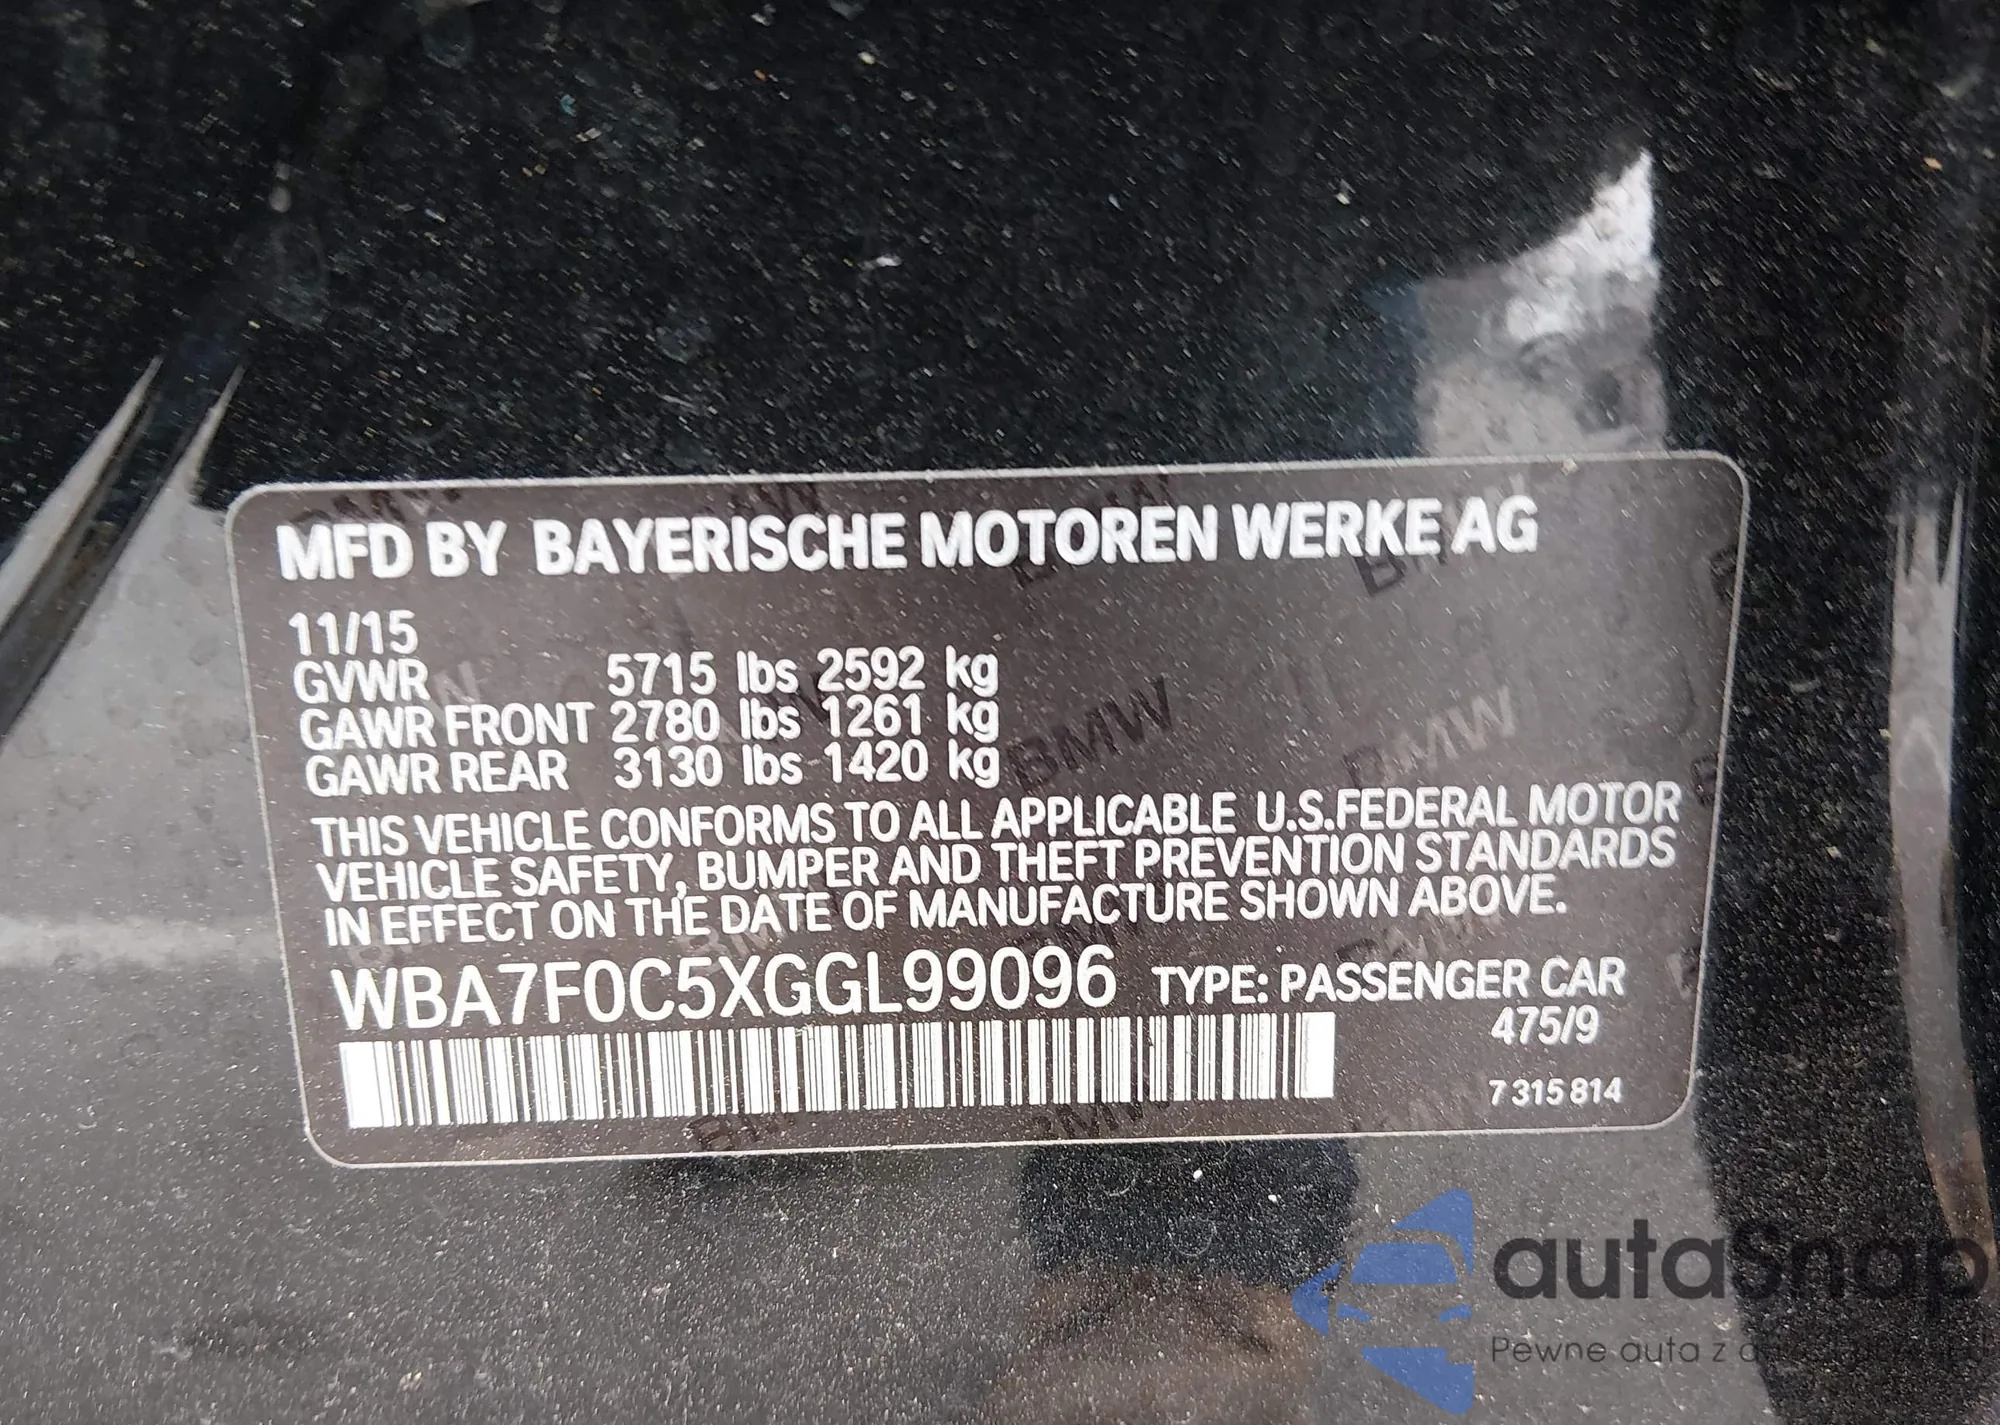 MFD BY BAYERISCHE MOTOREN WERKE AG
11/15
GVWR 5715 lbs 2592 kg
GAWR FRONT 2780 lbs 1261 kg
GAWR REAR 3130 lbs 1420 kg
THIS VEHICLE CONFORMS TO ALL APPLICABLE U.S.FEDERAL MOTOR
VEHICLE SAFETY, BUMPER AND THEFT PREVENTION STANDARDS
IN EFFECT ON THE DATE OF MANUFACTURE SHOWN ABOVE.
WBA7F0C5XGGL99096 TYPE: PASSENGER CAR
475/9
7 315 814
autaSnap
Pewne auta z